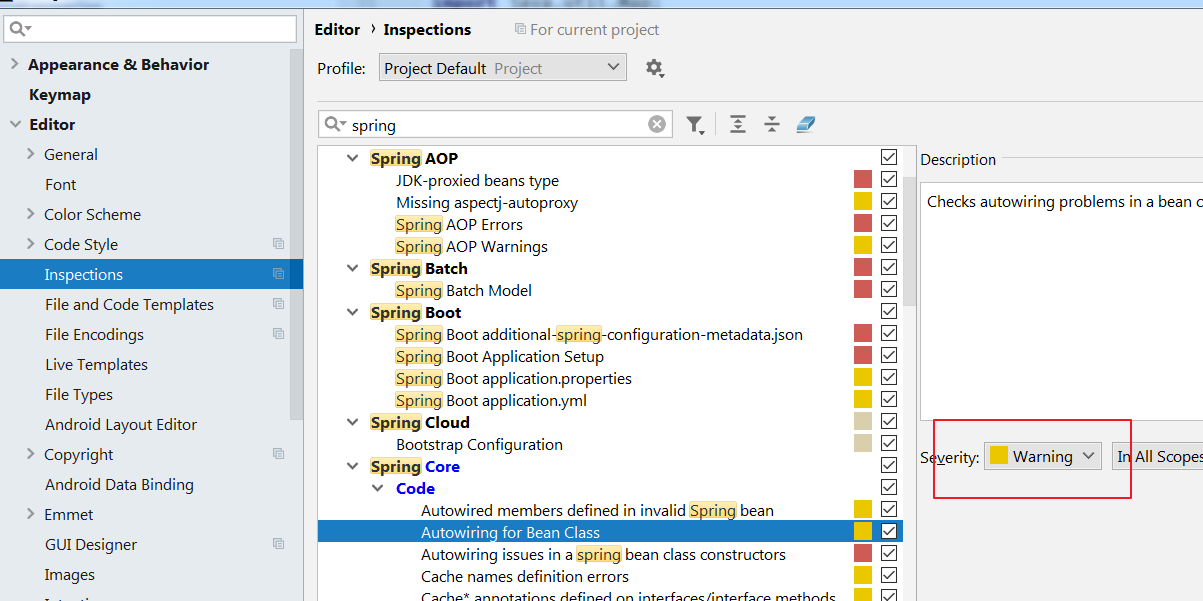 import java.util.Map;
Editor › Inspections For current project
Profile: Project Default Project
Appearance & Behavior
Keymap
Editor
General
Font
Color Scheme
Code Style
Inspections
File and Code Templates
File Encodings
Live Templates
File Types
Android Layout Editor
Copyright
Android Data Binding
Emmet
GUI Designer
Images
spring
Spring AOP
JDK-proxied beans type
Missing aspectj-autoproxy
Spring AOP Errors
Spring AOP Warnings
Spring Batch
Spring Batch Model
Spring Boot
Spring Boot additional-spring-configuration-metadata.json
Spring Boot Application Setup
Spring Boot application.properties
Spring Boot application.yml
Spring Cloud
Bootstrap Configuration
Spring Core
Code
Autowired members defined in invalid Spring bean
Autowiring for Bean Class
Autowiring issues in a spring bean class constructors
Cache names definition errors
Cache* annotations defined on interfaces/interface methods
Description
Checks autowiring problems in a bean c
Severity: Warning In All Scopes